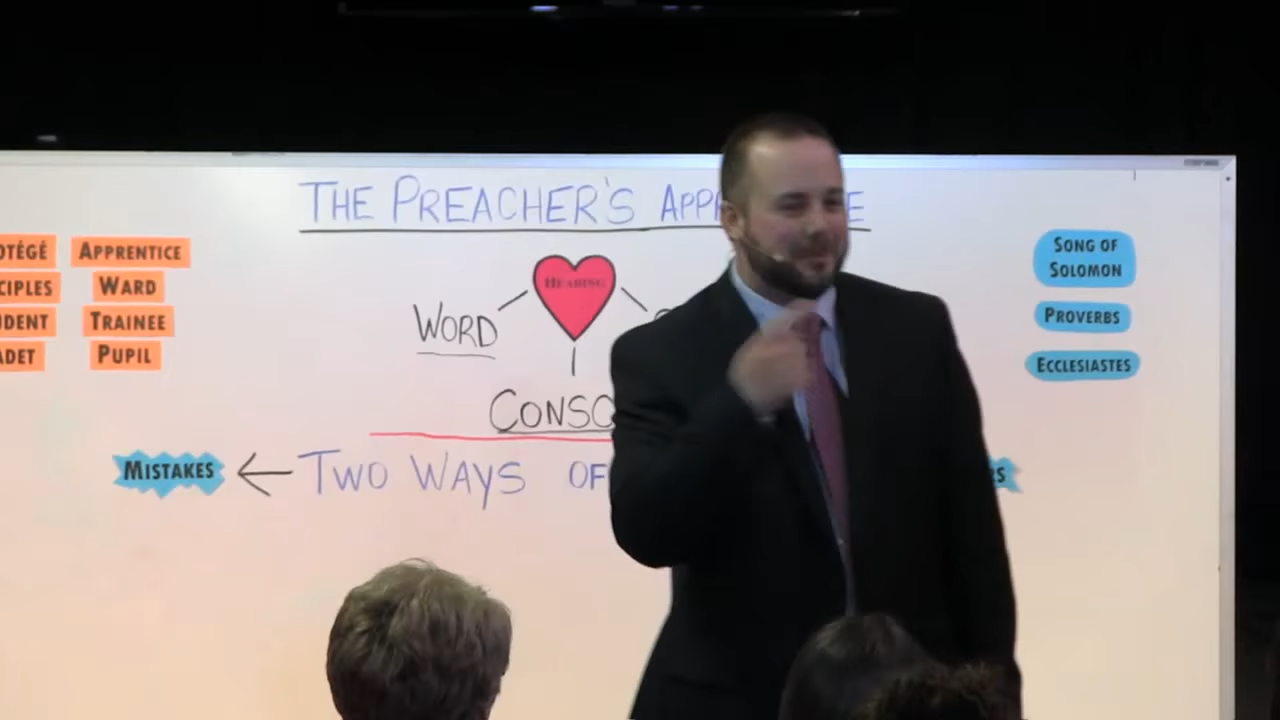 THE PREACHER'S APP E
OTÉGÉ APPRENTICE
CIPLES WARD
DENT TRAINEE
ADET PUPIL
HEARING
WORD
CONSC
SONG OF
SOLOMON
PROVERBS
ECCLESIASTES
MISTAKES ← TWO WAYS OF RS